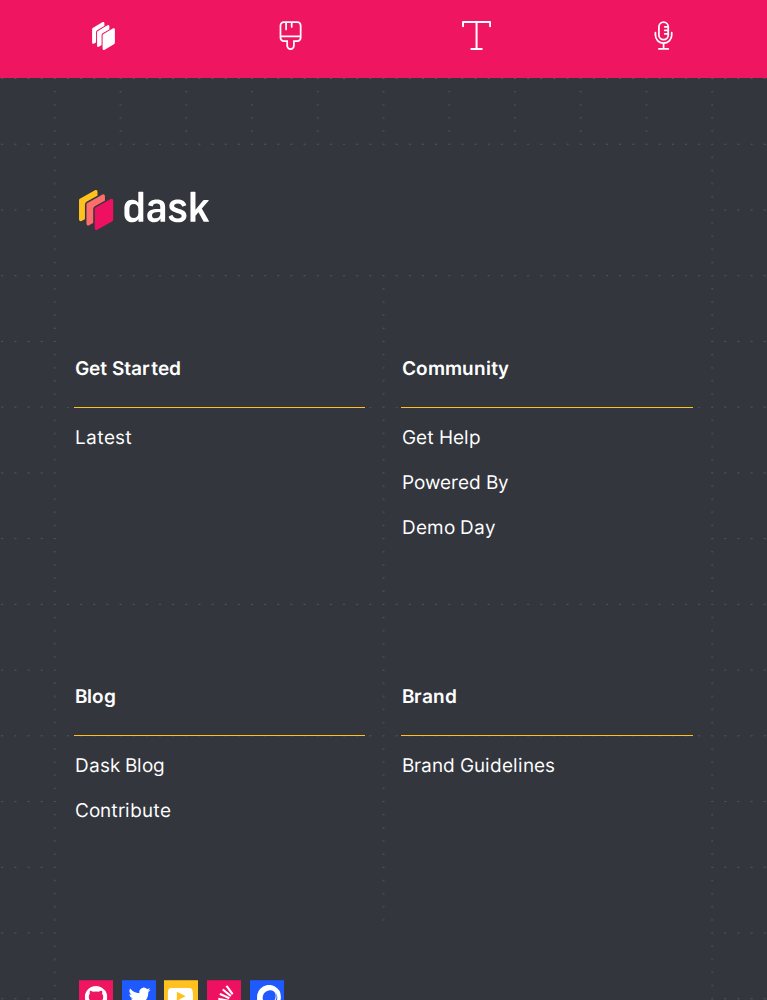 dask
Get Started
Latest
Community
Get Help
Powered By
Demo Day
Blog
Dask Blog
Contribute
Brand
Brand Guidelines